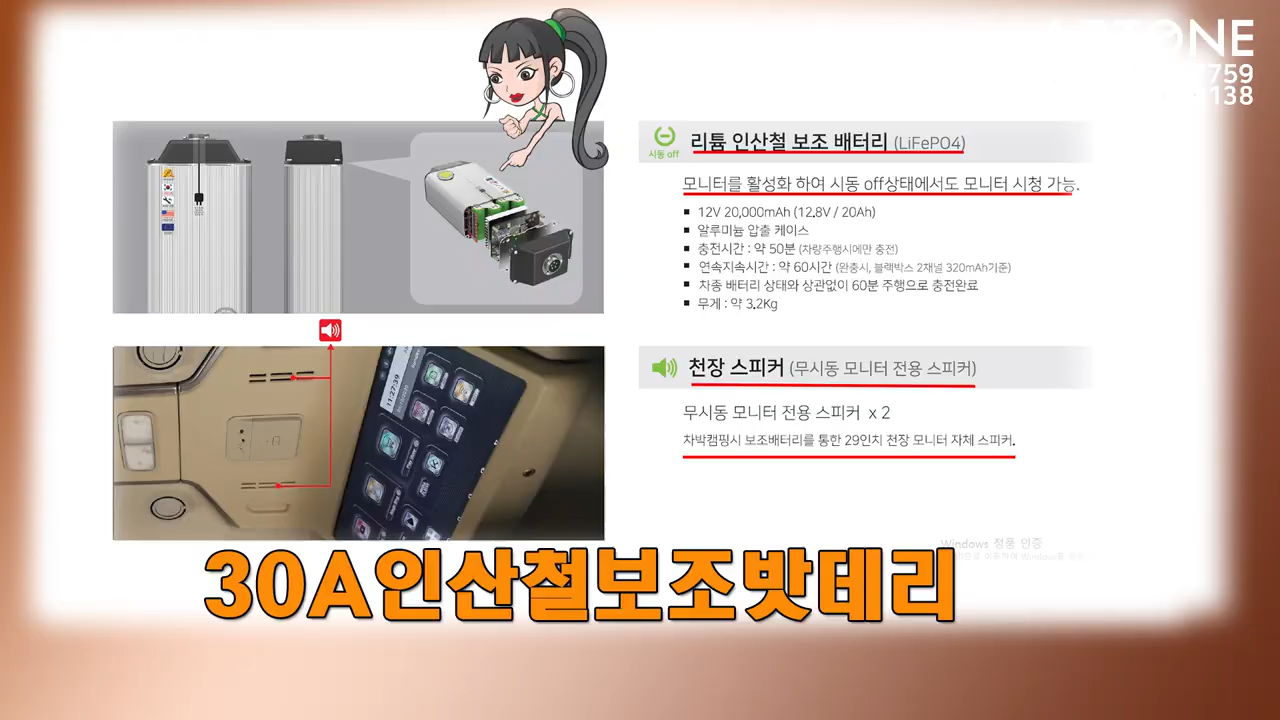 ONE
759
138
시동 off
리튬 인산철 보조 배터리 (LiFePO4)
모니터를 활성화 하여 시동 off상태에서도 모니터 시청 가능.
■ 12V 20,000mAh (12.8V / 20Ah)
■ 알루미늄 압출 케이스
■ 충전시간 : 약 50분 (차량주행시에만 충전)
■ 연속지속시간 : 약 60시간 (완충시, 블랙박스 2채널 320mAh기준)
■ 차종 배터리 상태와 상관없이 60분 주행으로 충전완료
■ 무게 : 약 3.2Kg
11:27:39
천장 스피커 (무시동 모니터 전용 스피커)
무시동 모니터 전용 스피커 x 2
차박캠핑시 보조배터리를 통한 29인치 천장 모니터 자체 스피커.
Windows 정품 인증
30A인산철보조밧테리